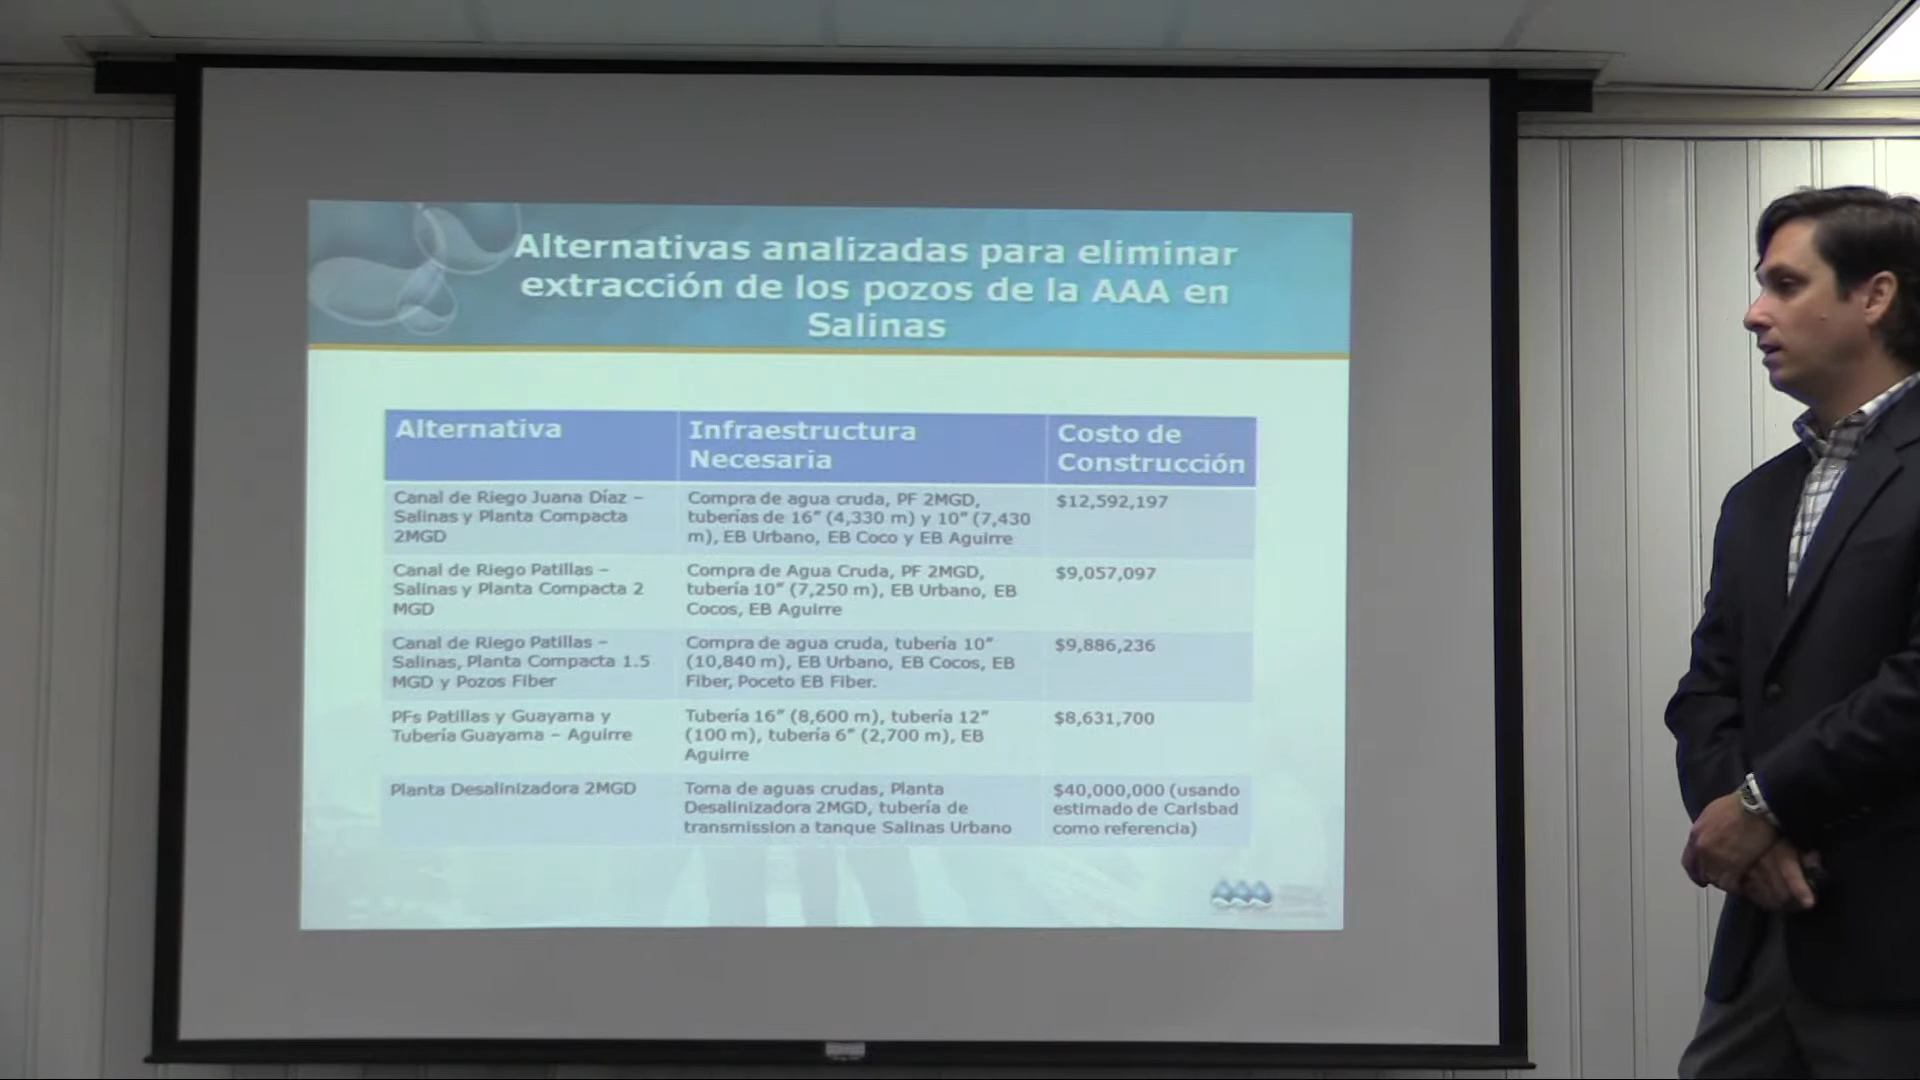 Alternativas analizadas para eliminar
extracción de los pozos de la AAA en
Salinas
Alternativa
Infraestructura
Necesaria
Costo de
Construcción
Canal de Riego Juana Díaz –
Salinas y Planta Compacta
2MGD
Compra de agua cruda, PF 2MGD,
tuberías de 16” (4,330 m) y 10” (7,430
m), EB Urbano, EB Coco y EB Aguirre
$12,592,197
Canal de Riego Patillas –
Salinas y Planta Compacta 2
MGD
Compra de Agua Cruda, PF 2MGD,
tubería 10” (7,250 m), EB Urbano, EB
Cocos, EB Aguirre
$9,057,097
Canal de Riego Patillas –
Salinas, Planta Compacta 1.5
MGD y Pozos Fiber
Compra de agua cruda, tubería 10”
(10,840 m), EB Urbano, EB Cocos, EB
Fiber, Poceto EB Fiber.
$9,886,236
PFs Patillas y Guayama y
Tubería Guayama – Aguirre
Tubería 16” (8,600 m), tubería 12”
(100 m), tubería 6” (2,700 m), EB
Aguirre
$8,631,700
Planta Desalinizadora 2MGD
Toma de aguas crudas, Planta
Desalinizadora 2MGD, tubería de
transmission a tanque Salinas Urbano
$40,000,000 (usando
estimado de Carlsbad
como referencia)